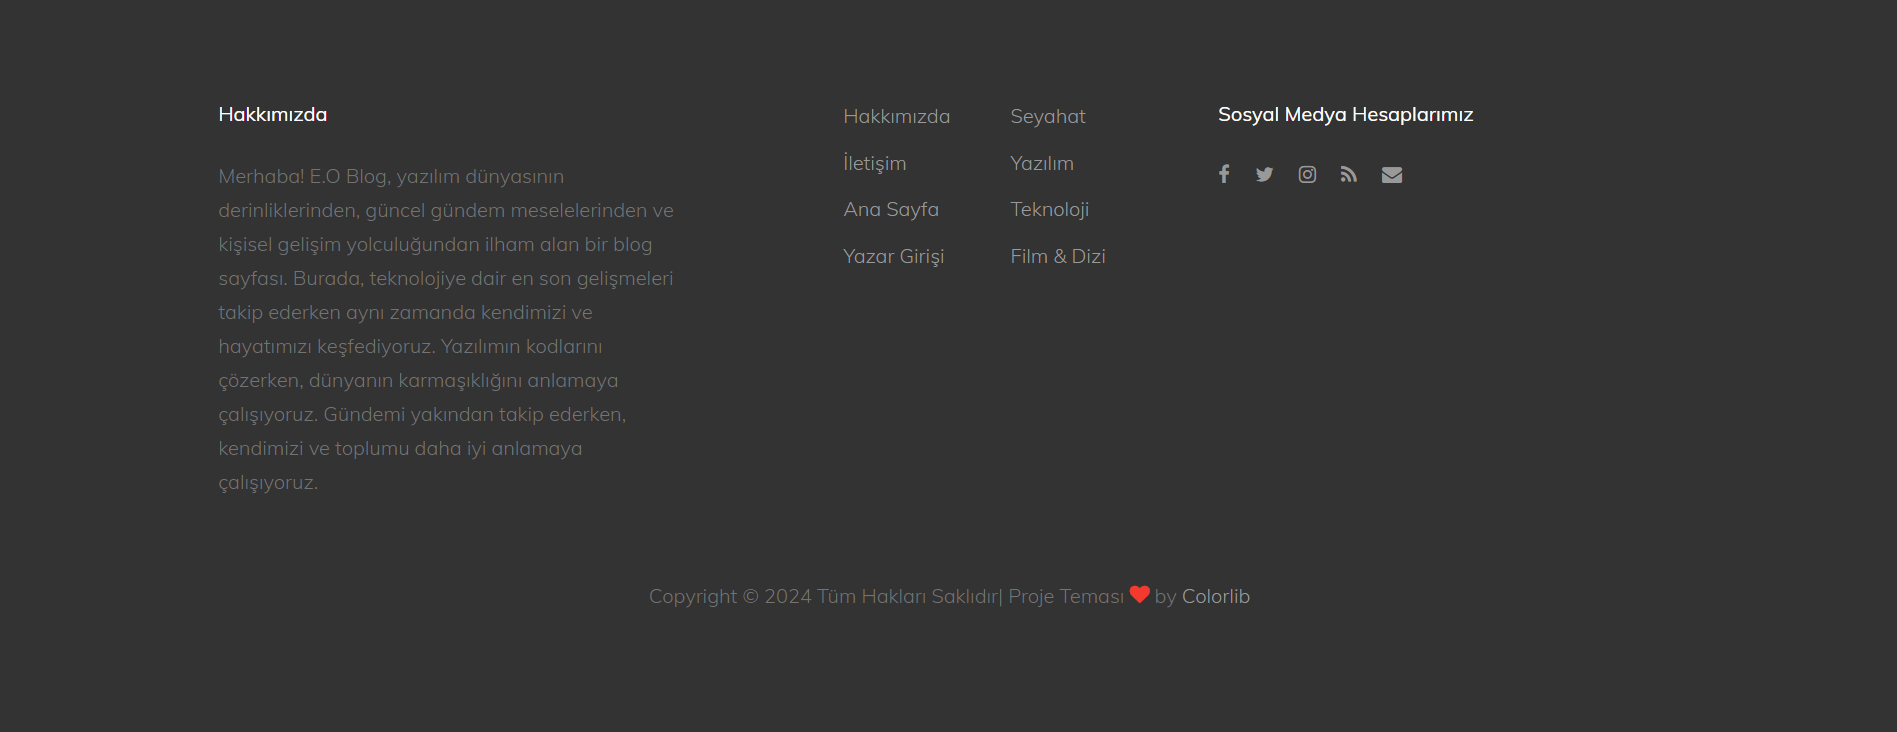 Hakkımızda
Merhaba! E.O Blog, yazılım dünyasının
derinliklerinden, güncel gündem meselelerinden ve
kişisel gelişim yolculuğundan ilham alan bir blog
sayfası. Burada, teknolojiye dair en son gelişmeleri
takip ederken aynı zamanda kendimizi ve
hayatımızı keşfediyoruz. Yazılımın kodlarını
çözerken, dünyanın karmaşıklığını anlamaya
çalışıyoruz. Gündemi yakından takip ederken,
kendimizi ve toplumu daha iyi anlamaya
çalışıyoruz.
Hakkımızda
İletişim
Ana Sayfa
Yazar Girişi
Seyahat
Yazılım
Teknoloji
Film & Dizi
Sosyal Medya Hesaplarımız
Copyright © 2024 Tüm Hakları Saklıdır| Proje Teması ❤ by Colorlib